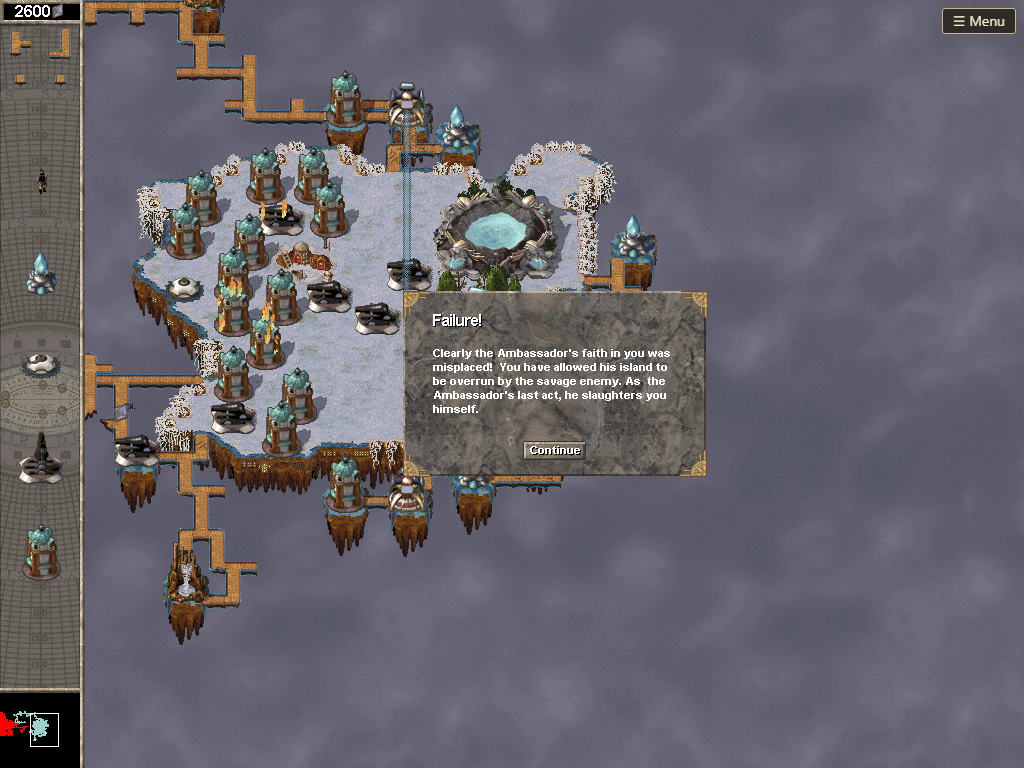 2600
☰ Menu
Failure!
Clearly the Ambassador's faith in you was
misplaced! You have allowed his island to
be overrun by the savage enemy. As the
Ambassador's last act, he slaughters you
himself.
Continue